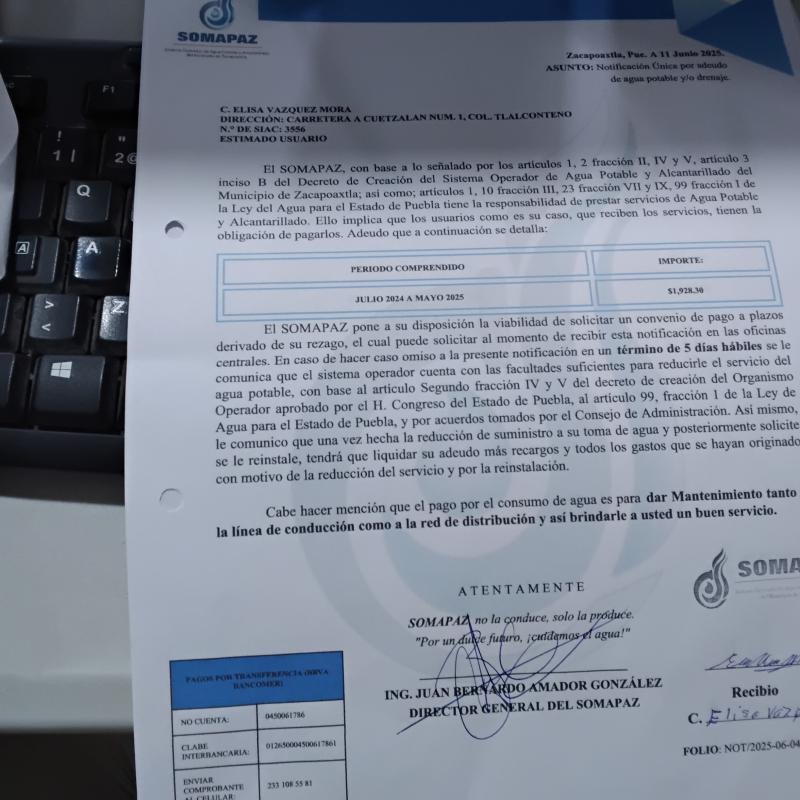 SOMAPAZ
Zacapoaxtla, Pue. A 11 Junio 2025.
ASUNTO: Notificación Única por adeudo
de agua potable y/o drenaje.
C. ELISA VAZQUEZ MORA
DIRECCIÓN: CARRETERA A CUETZALAN NUM. 1, COL. TLALCONTENO
N.º DE SIAC: 3556
ESTIMADO USUARIO
El SOMAPAZ, con base a lo señalado por los artículos 1, 2 fracción II, IV y V, artículo 3
inciso B del Decreto de Creación del Sistema Operador de Agua Potable y Alcantarillado del
Municipio de Zacapoaxtla; asi como; artículos 1, 10 fracción III, 23 fracción VII y IX, 99 fracción I de
la Ley del Agua para el Estado de Puebla tiene la responsabilidad de prestar servicios de Agua Potable
y Alcantarillado. Ello implica que los usuarios como es su caso, que reciben los servicios, tienen la
obligación de pagarlos. Adeudo que a continuación se detalla:
PERIODO COMPRENDIDO
IMPORTE:
JULIO 2024 A MAYO 2025
$1,928.30
El SOMAPAZ pone a su disposición la viabilidad de solicitar un convenio de pago a plazos
derivado de su rezago, el cual puede solicitar al momento de recibir esta notificación en las oficinas
centrales. En caso de hacer caso omiso a la presente notificación en un término de 5 días hábiles se le
comunica que el sistema operador cuenta con las facultades suficientes para reducirle el servicio del
agua potable, con base al articulo Segundo fracción IV y V del decreto de creación del Organismo
Operador aprobado por el H. Congreso del Estado de Puebla, al artículo 99, fracción 1 de la Ley de
Agua para el Estado de Puebla, y por acuerdos tomados por el Consejo de Administración. Asi mismo,
le comunico que una vez hecha la reducción de suministro a su toma de agua y posteriormente solicite
se le reinstale, tendrá que liquidar su adeudo más recargos y todos los gastos que se hayan originado
con motivo de la reducción del servicio y por la reinstalación.
Cabe hacer mención que el pago por el consumo de agua es para dar Mantenimiento tanto
la línea de conducción como a la red de distribución y así brindarle a usted un buen servicio.
ATENTAMENTE
SOMAPAZ no la conduce, solo la produce.
"Por un dulce futuro, ¡cuidemos el agua!"
ING. JUAN BERNARDO AMADOR GONZÁLEZ
DIRECTOR GENERAL DEL SOMAPAZ
SOMA
Recibio
C. Elisa Vazq
FOLIO: NOT/2025-06-04
PAGOS POR TRANSFERENCIA (BBVA
BANCOMER)
NO CUENTA:
0450061786
CLABE
INTERBANCARIA:
012650004500617861
ENVIAR
COMPROBANTE
AL CELULAR:
233 108 55 81
F1
!
1 |
"
2 @
Q
A
A
>
<
Z